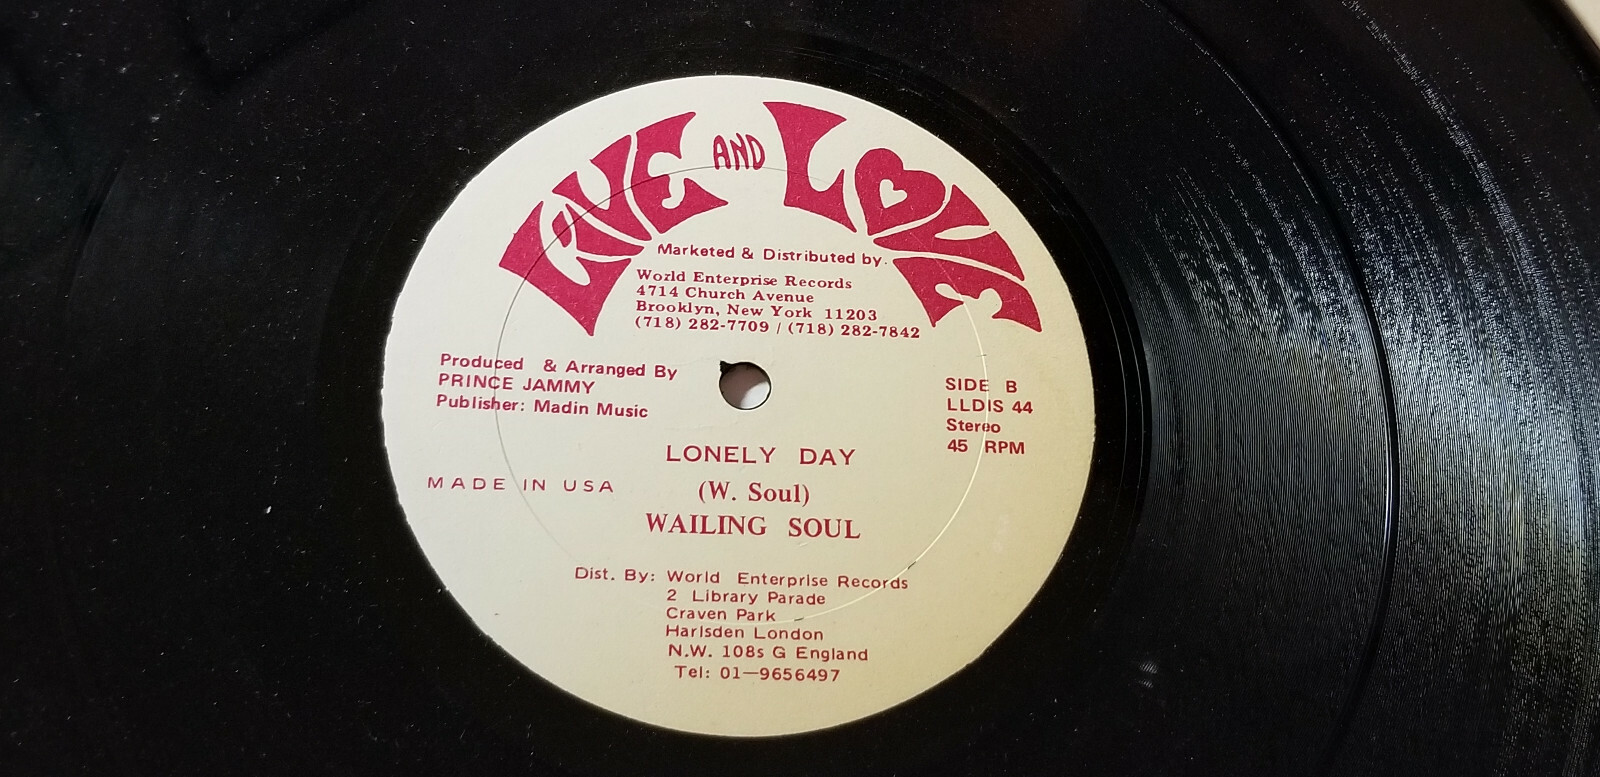 LIVE AND LOVE
Marketed & Distributed by.
World Enterprise Records
4714 Church Avenue
Brooklyn, New York 11203
(718) 282-7709 / (718) 282-7842
Produced & Arranged By
PRINCE JAMMY
Publisher: Madin Music
SIDE B
LLDIS 44
Stereo
45 RPM
LONELY DAY
MADE IN USA
(W. Soul)
WAILING SOUL
Dist. By: World Enterprise Records
2 Library Parade
Craven Park
Harlsden London
N.W. 108s G England
Tel: 01—9656497